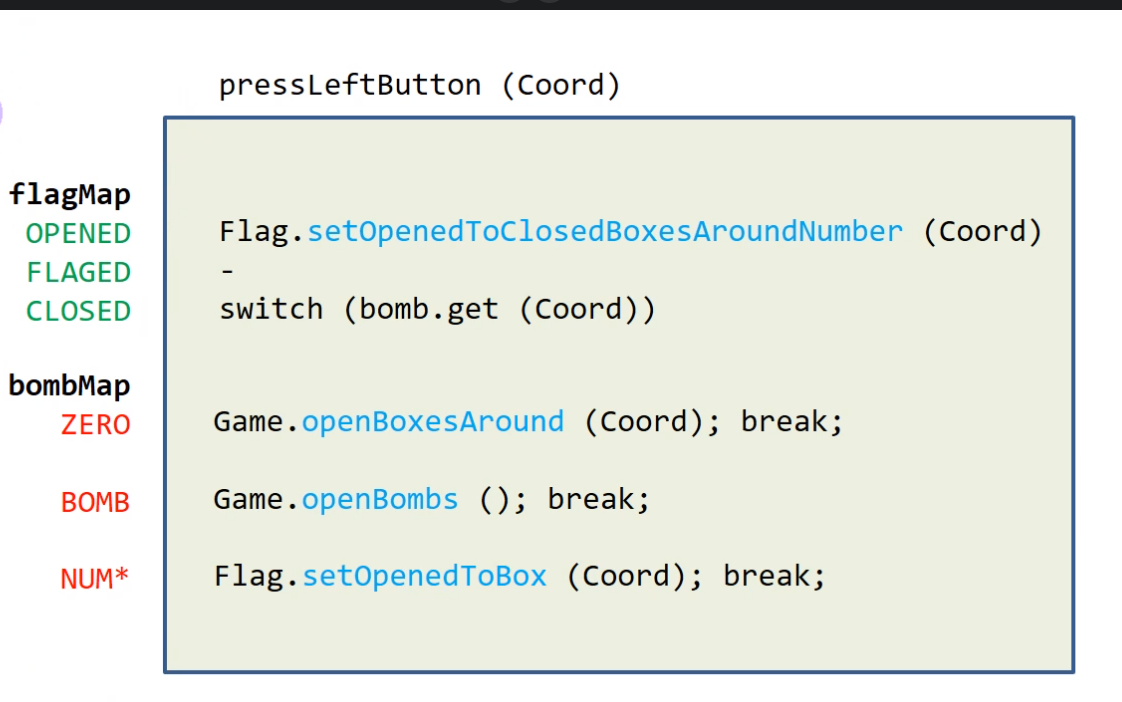 pressLeftButton (Coord)
flagMap
OPENED Flag.setOpenedToClosedBoxesAroundNumber (Coord)
FLAGED -
CLOSED switch (bomb.get (Coord))
bombMap
ZERO Game.openBoxesAround (Coord); break;
BOMB Game.openBombs (); break;
NUM* Flag.setOpenedToBox (Coord); break;